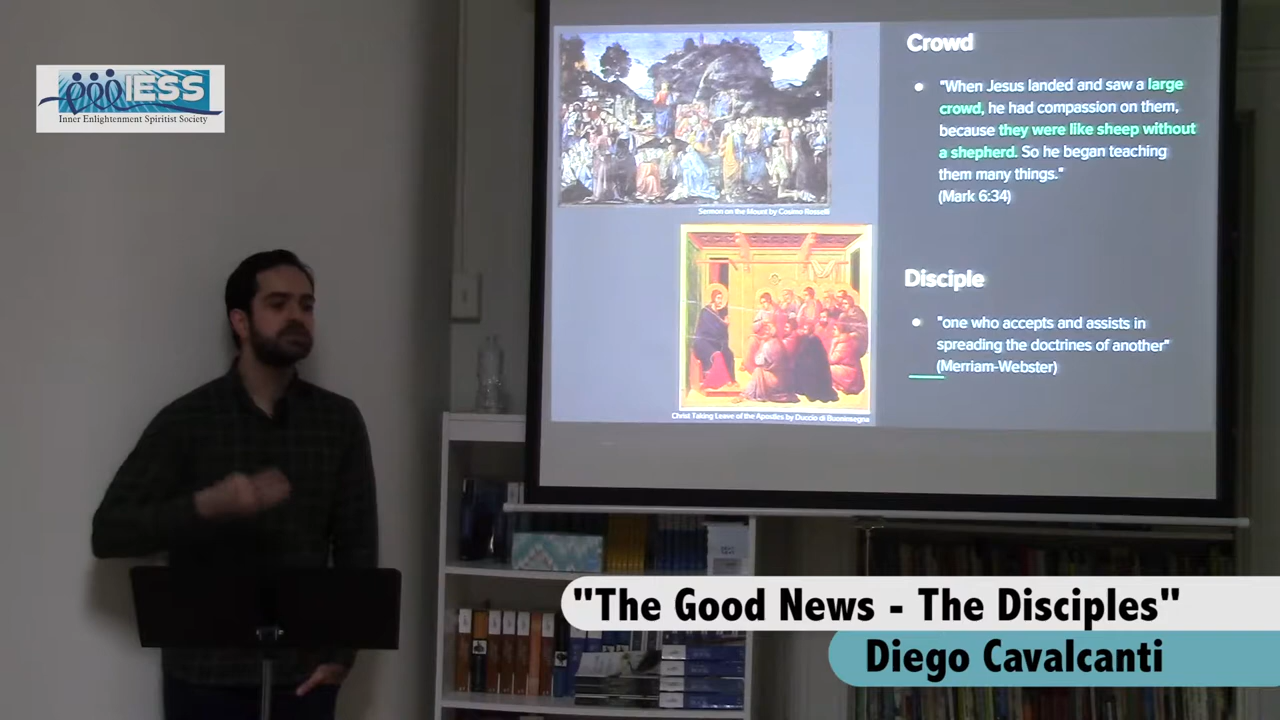 IESS
Inner Enlightenment Spiritist Society
Crowd
"When Jesus landed and saw a large
crowd, he had compassion on them,
because they were like sheep without
a shepherd. So he began teaching
them many things."
(Mark 6:34)
Sermon on the Mount by Cosimo Rosselli
Disciple
"one who accepts and assists in
spreading the doctrines of another"
(Merriam-Webster)
Christ Taking Leave of the Apostles by Duccio di Buoninsegna
"The Good News - The Disciples"
Diego Cavalcanti